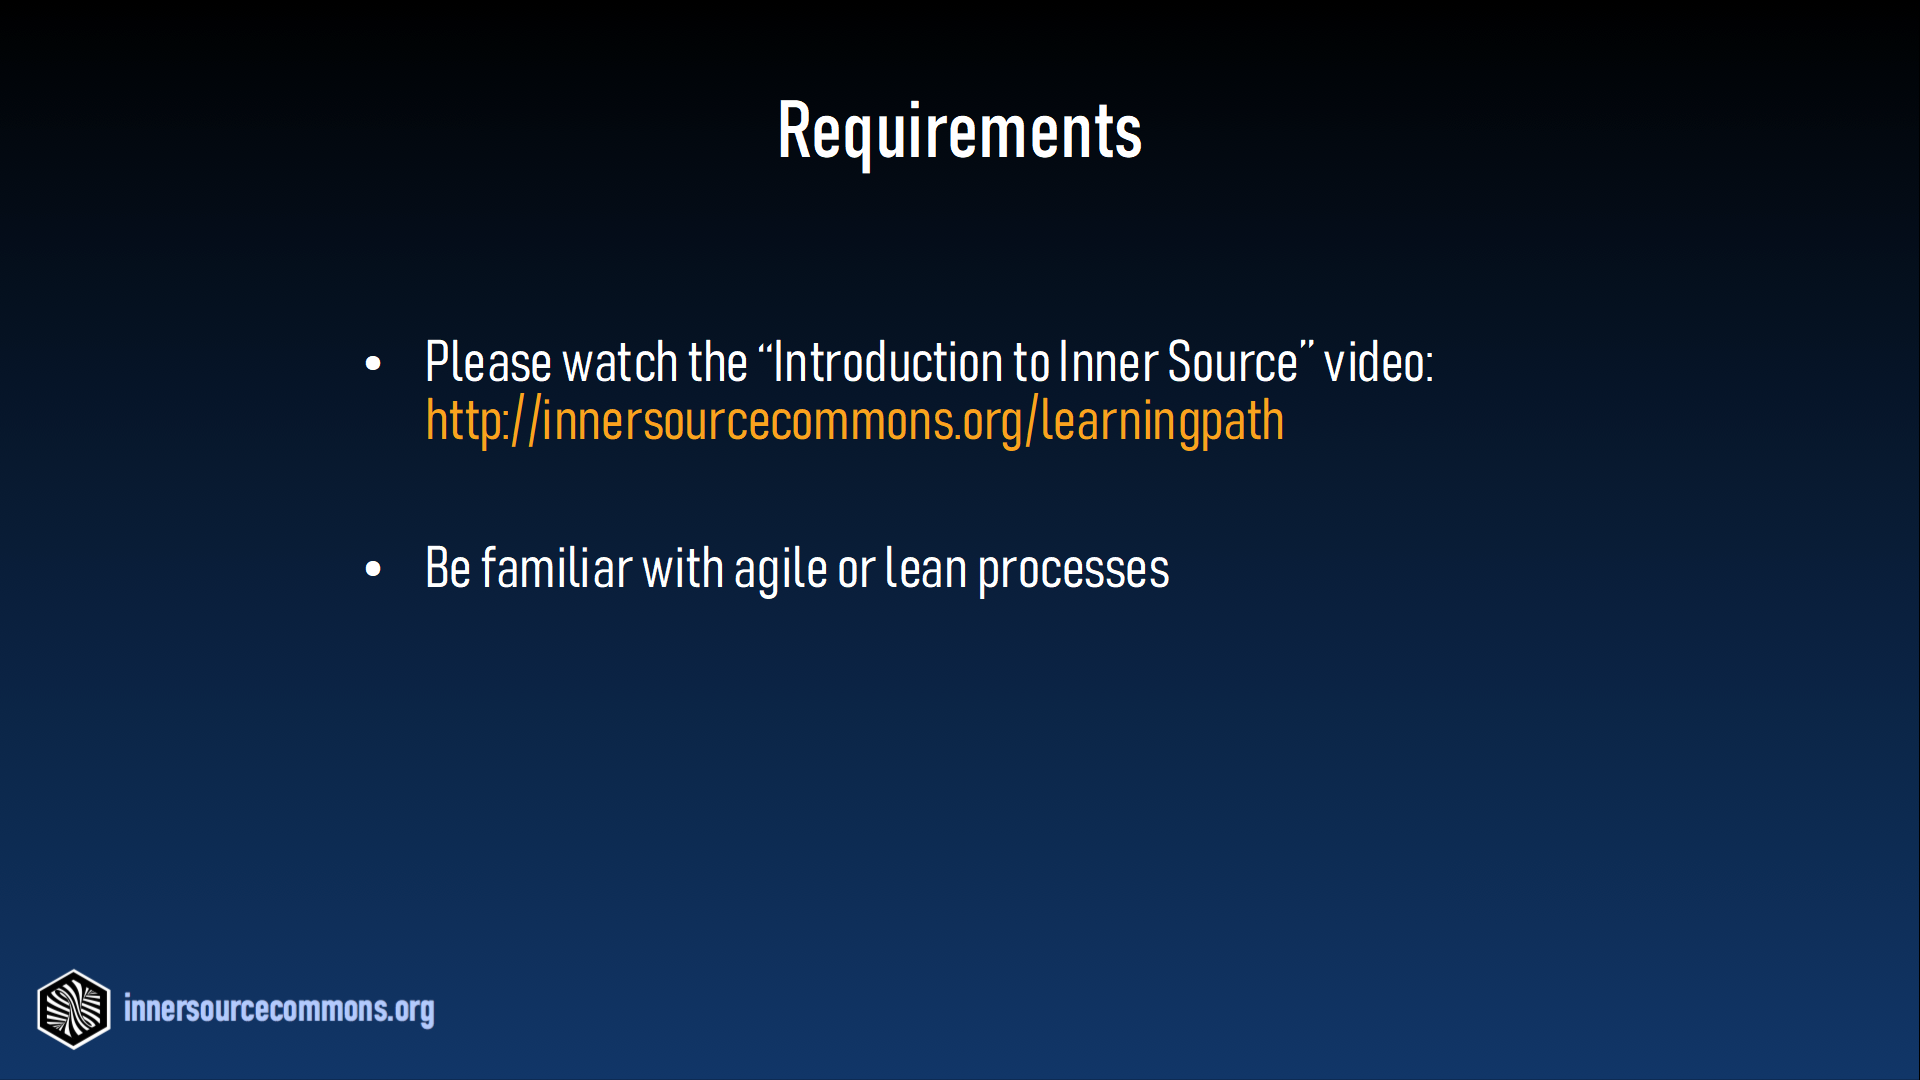 Requirements
• Please watch the “Introduction to Inner Source” video:
http://innersourcecommons.org/learningpath
• Be familiar with agile or lean processes
innersourcecommons.org